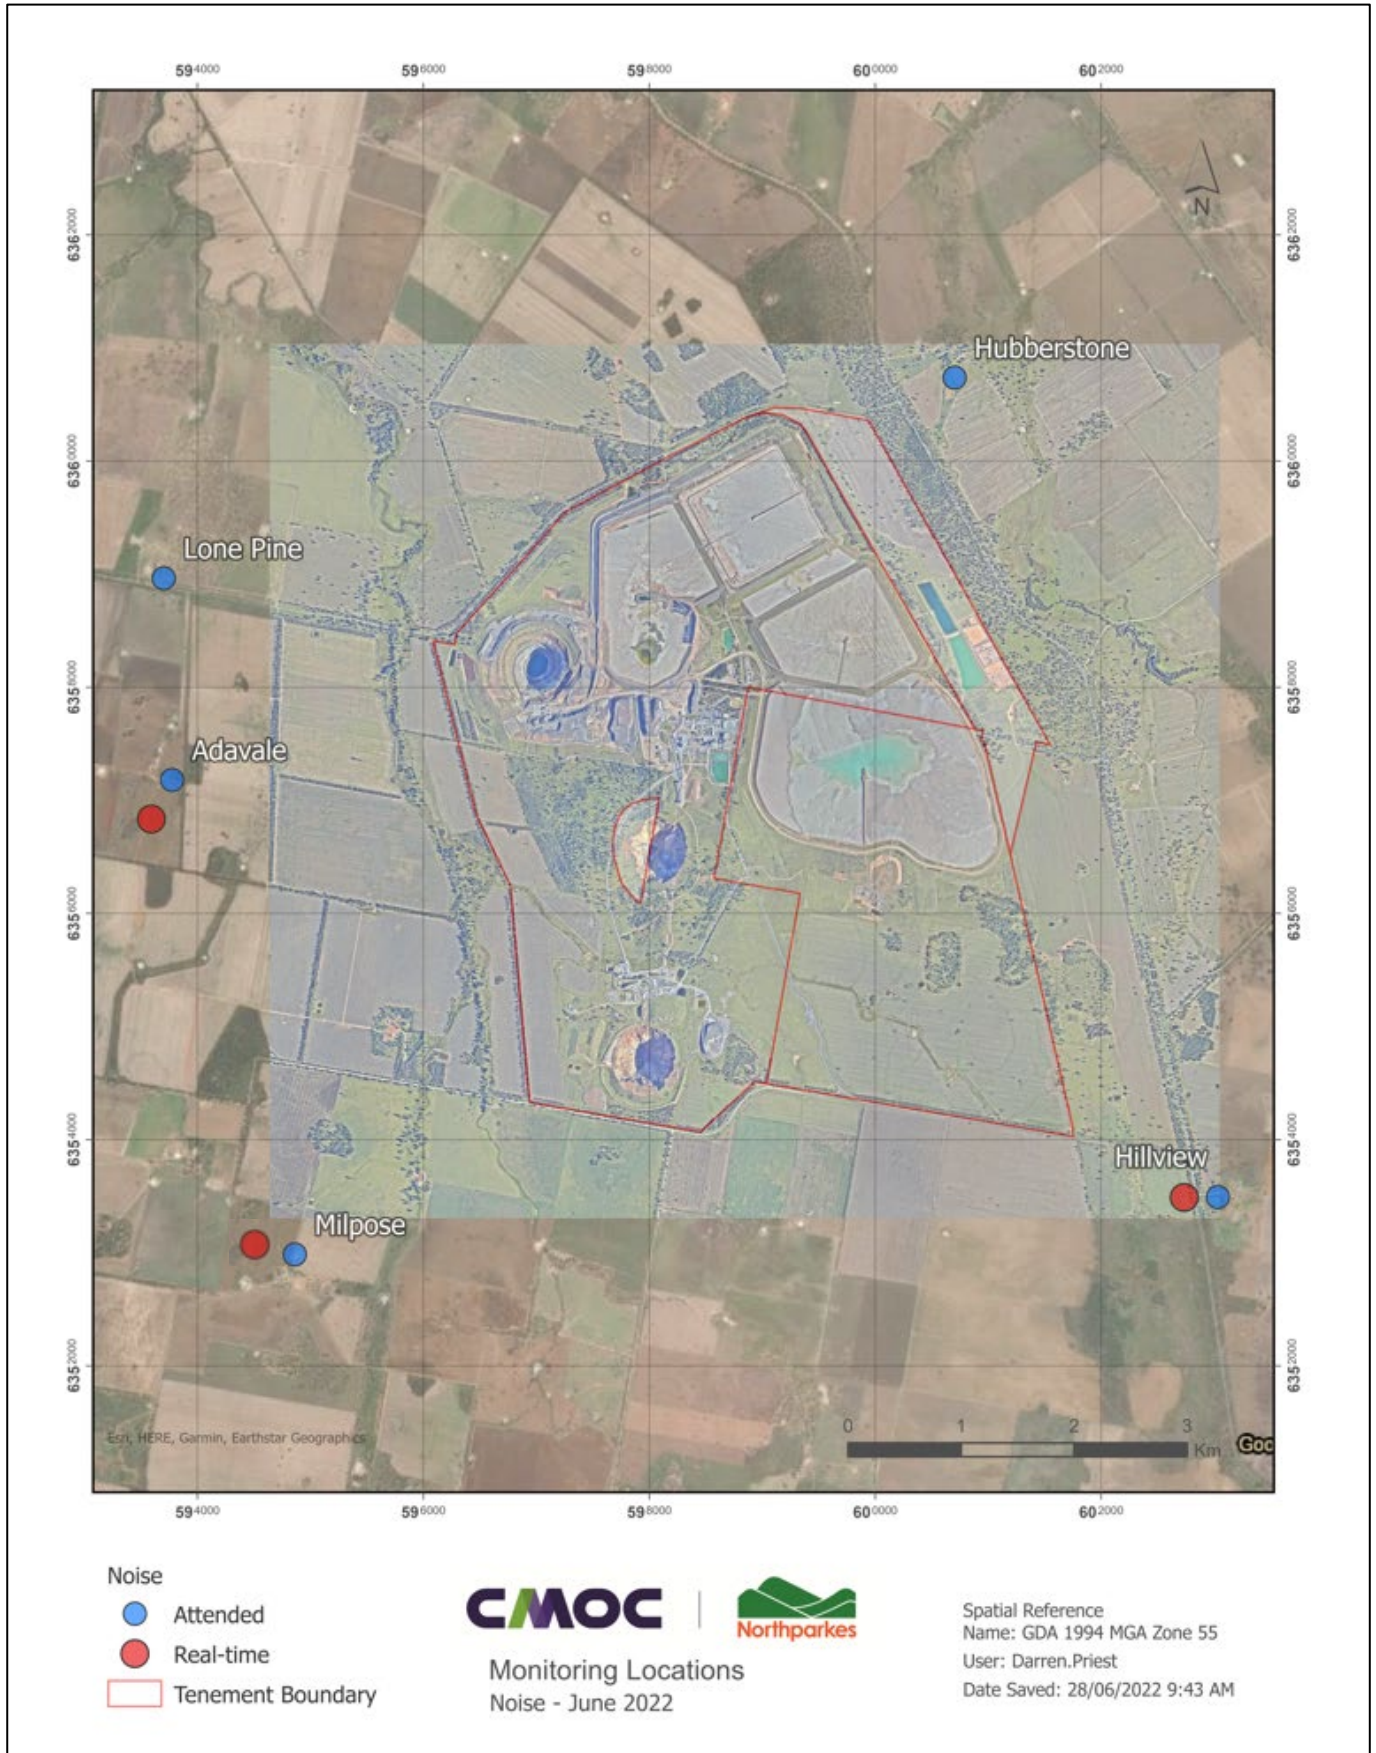 594000 596000 598000 600000 602000
N
6362000 6362000
Hubberstone
6360000 6360000
Lone Pine
6358000 6358000
Adavale
6356000 6356000
6354000 6354000
Hillview
Milpose
6352000 6352000
0 1 2 3
Km
Goo
Esri, HERE, Garmin, Earthstar Geographics
594000 596000 598000 600000 602000
Noise
Attended
Real-time
Tenement Boundary
CMOC
Northparkes
Monitoring Locations
Noise - June 2022
Spatial Reference
Name: GDA 1994 MGA Zone 55
User: Darren.Priest
Date Saved: 28/06/2022 9:43 AM